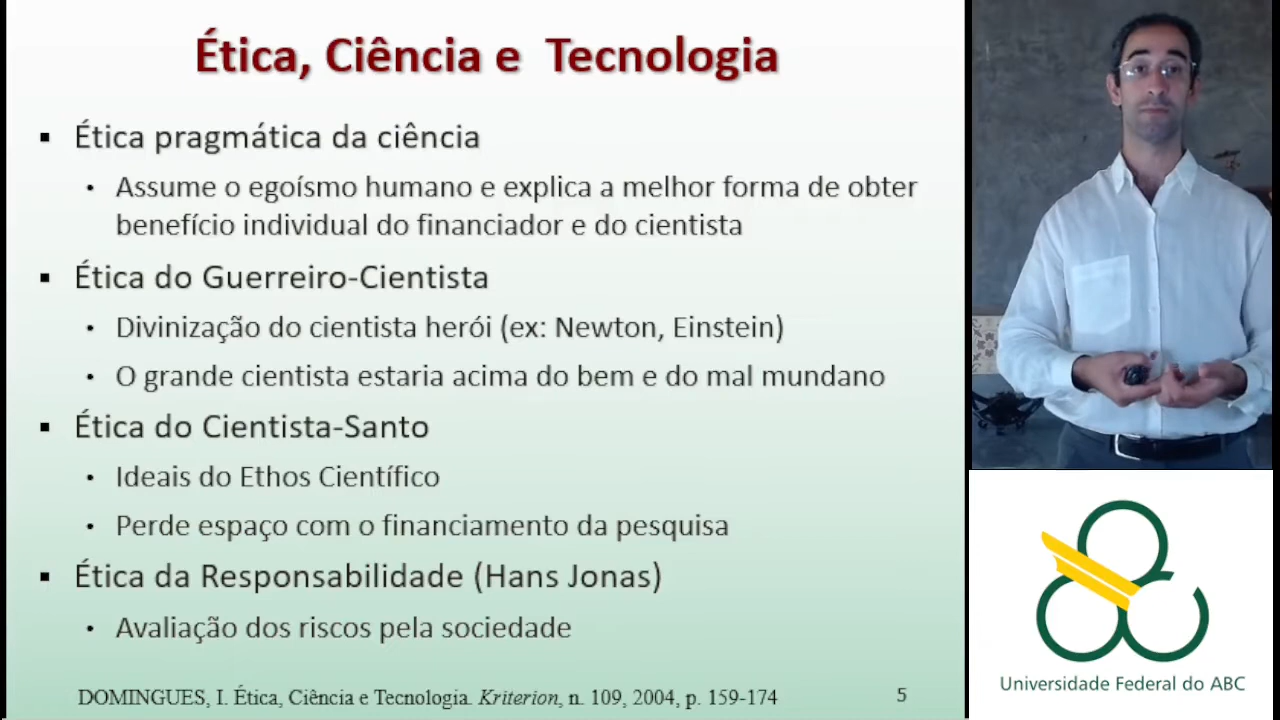 Ética, Ciência e Tecnologia
▪ Ética pragmática da ciência
• Assume o egoísmo humano e explica a melhor forma de obter
benefício individual do financiador e do cientista
▪ Ética do Guerreiro-Cientista
• Divinização do cientista herói (ex: Newton, Einstein)
• O grande cientista estaria acima do bem e do mal mundano
▪ Ética do Cientista-Santo
• Ideais do Ethos Científico
• Perde espaço com o financiamento da pesquisa
▪ Ética da Responsabilidade (Hans Jonas)
• Avaliação dos riscos pela sociedade
DOMINGUES, I. Ética, Ciência e Tecnologia. Kriterion, n. 109, 2004, p. 159-174
5
Universidade Federal do ABC